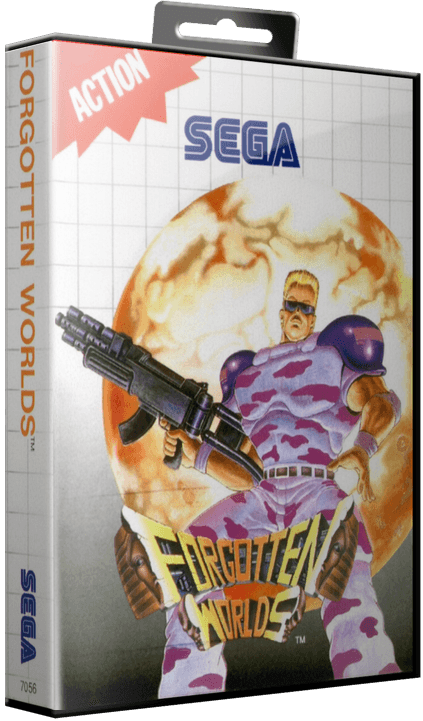 ACTION
SEGA
FORGOTTEN
WORLDS
TM
FORGOTTEN WORLDS™
SEGA
7056